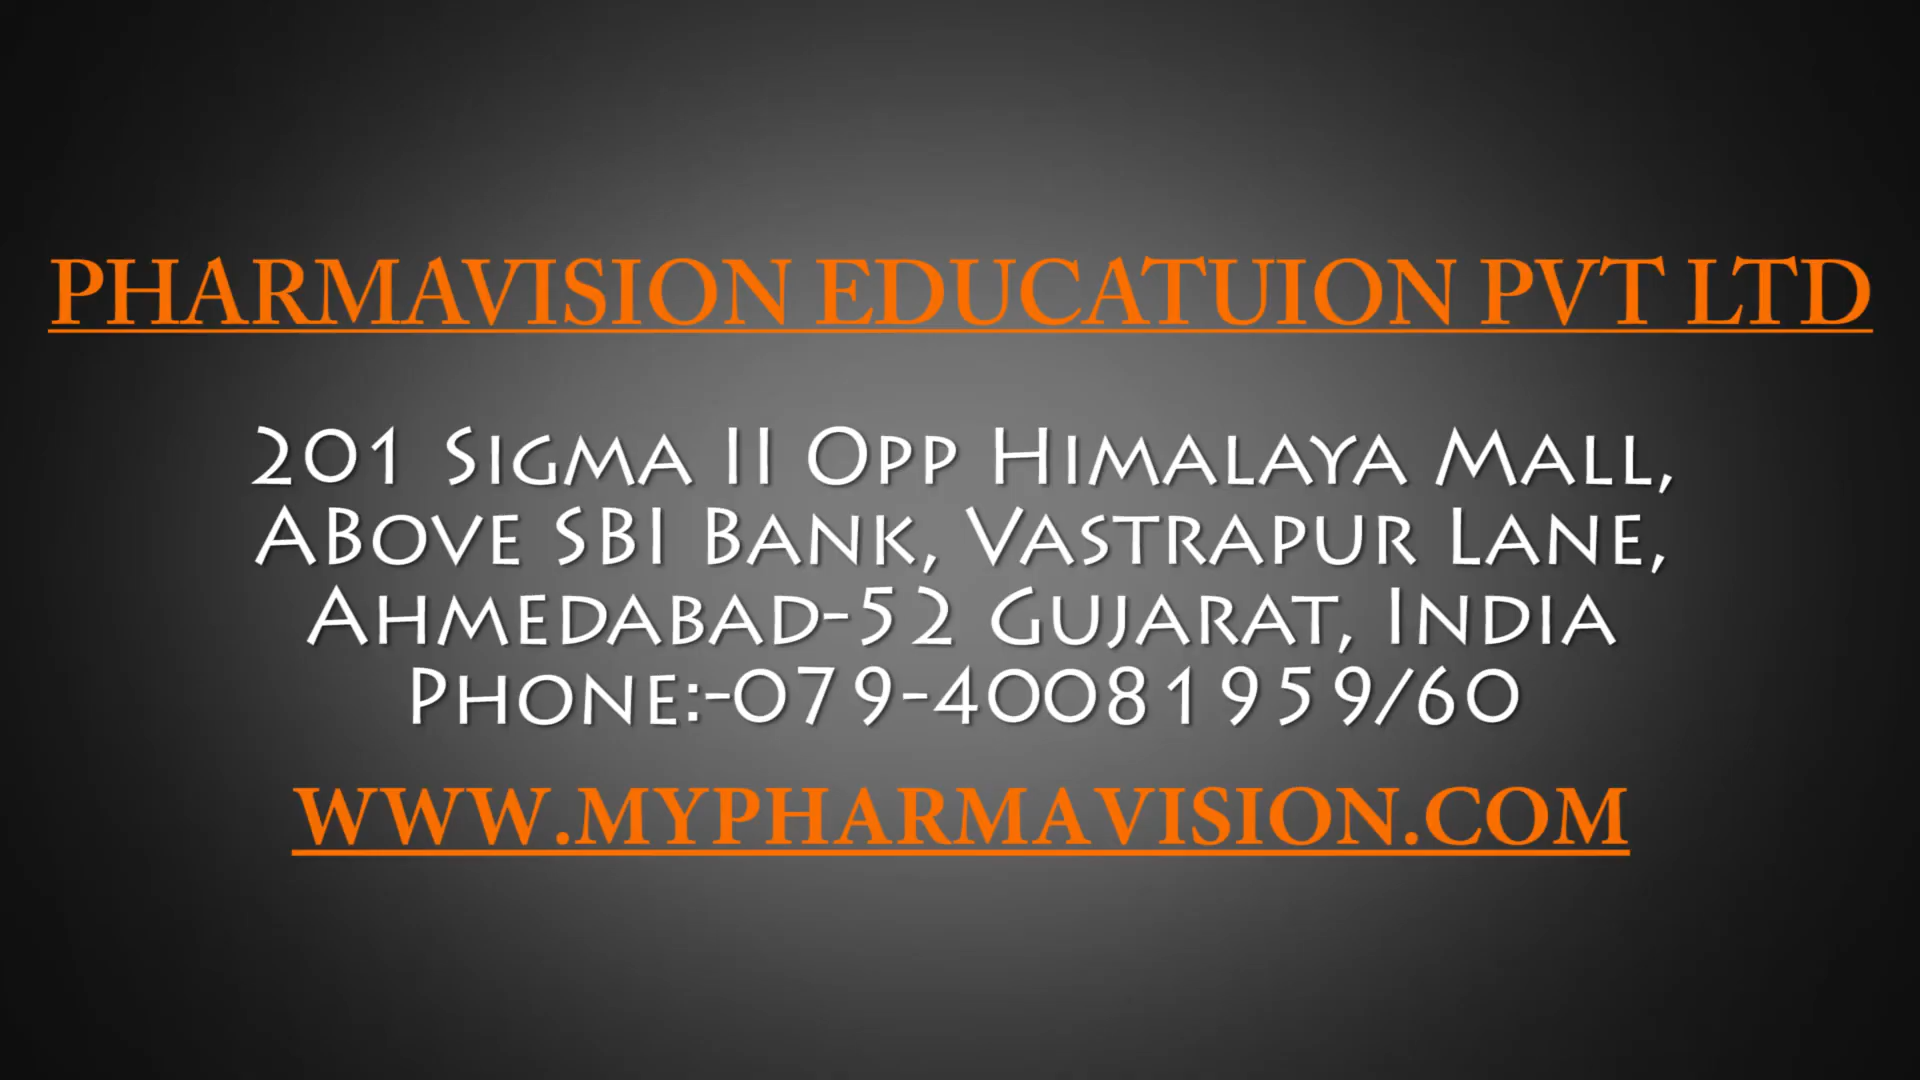 PHARMAVISION EDUCATUION PVT LTD
201 Sigma II Opp Himalaya Mall,
ABove SBI Bank, Vastrapur Lane,
Ahmedabad-52 Gujarat, India
Phone:-079-40081959/60
WWW.MYPHARMAVISION.COM